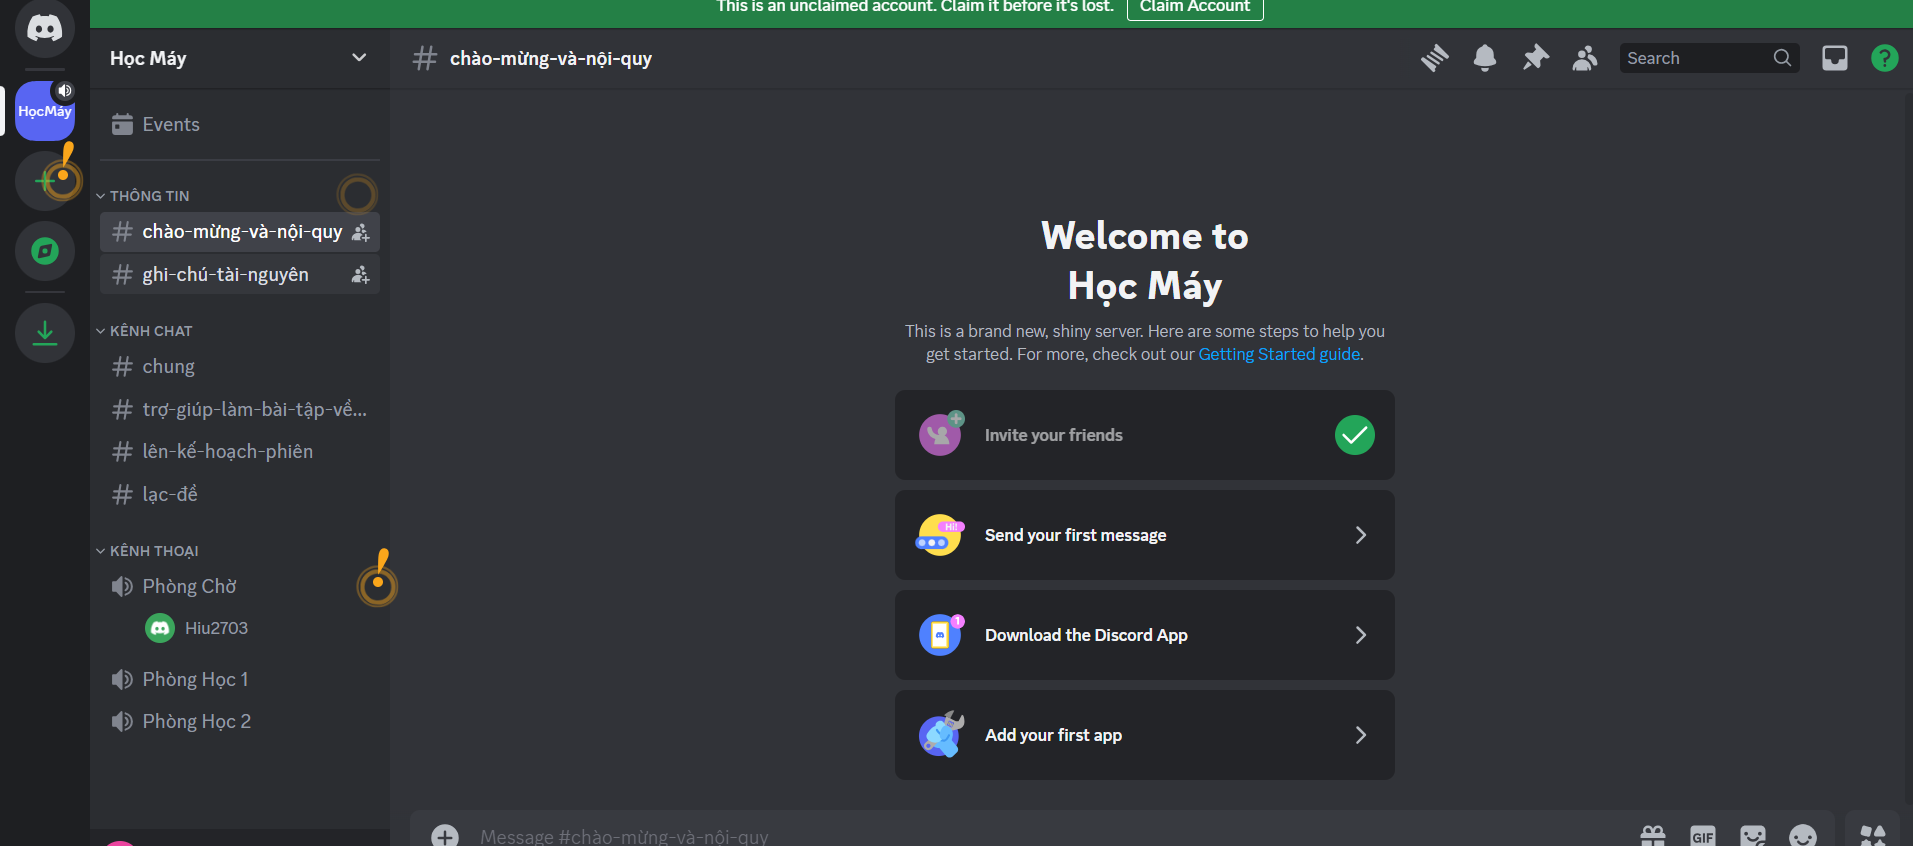 This is an unclaimed account. Claim it before it's lost.
Claim Account
Học Máy
chào-mừng-và-nội-quy
Search
HọcMáy
Events
THÔNG TIN
chào-mừng-và-nội-quy
ghi-chú-tài-nguyên
KÊNH CHAT
chung
trợ-giúp-làm-bài-tập-về...
lên-kế-hoạch-phiên
lạc-đề
KÊNH THOẠI
Phòng Chờ
Hiu2703
Phòng Học 1
Phòng Học 2
Welcome to
Học Máy
This is a brand new, shiny server. Here are some steps to help you
get started. For more, check out our Getting Started guide.
Invite your friends
Hi!
Send your first message
1
Download the Discord App
Add your first app
Message #chào-mừng-và-nội-quy
GIF